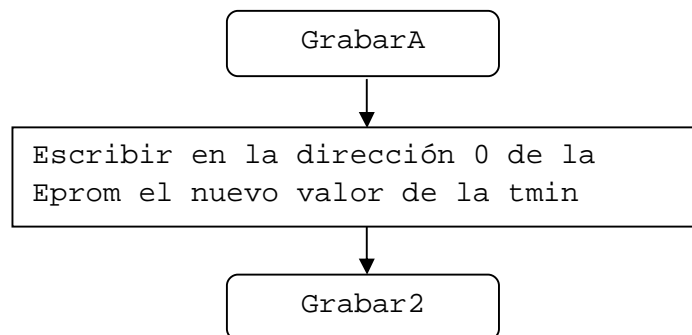 GrabarA
Escribir en la dirección 0 de la
Eprom el nuevo valor de la tmin
Grabar2